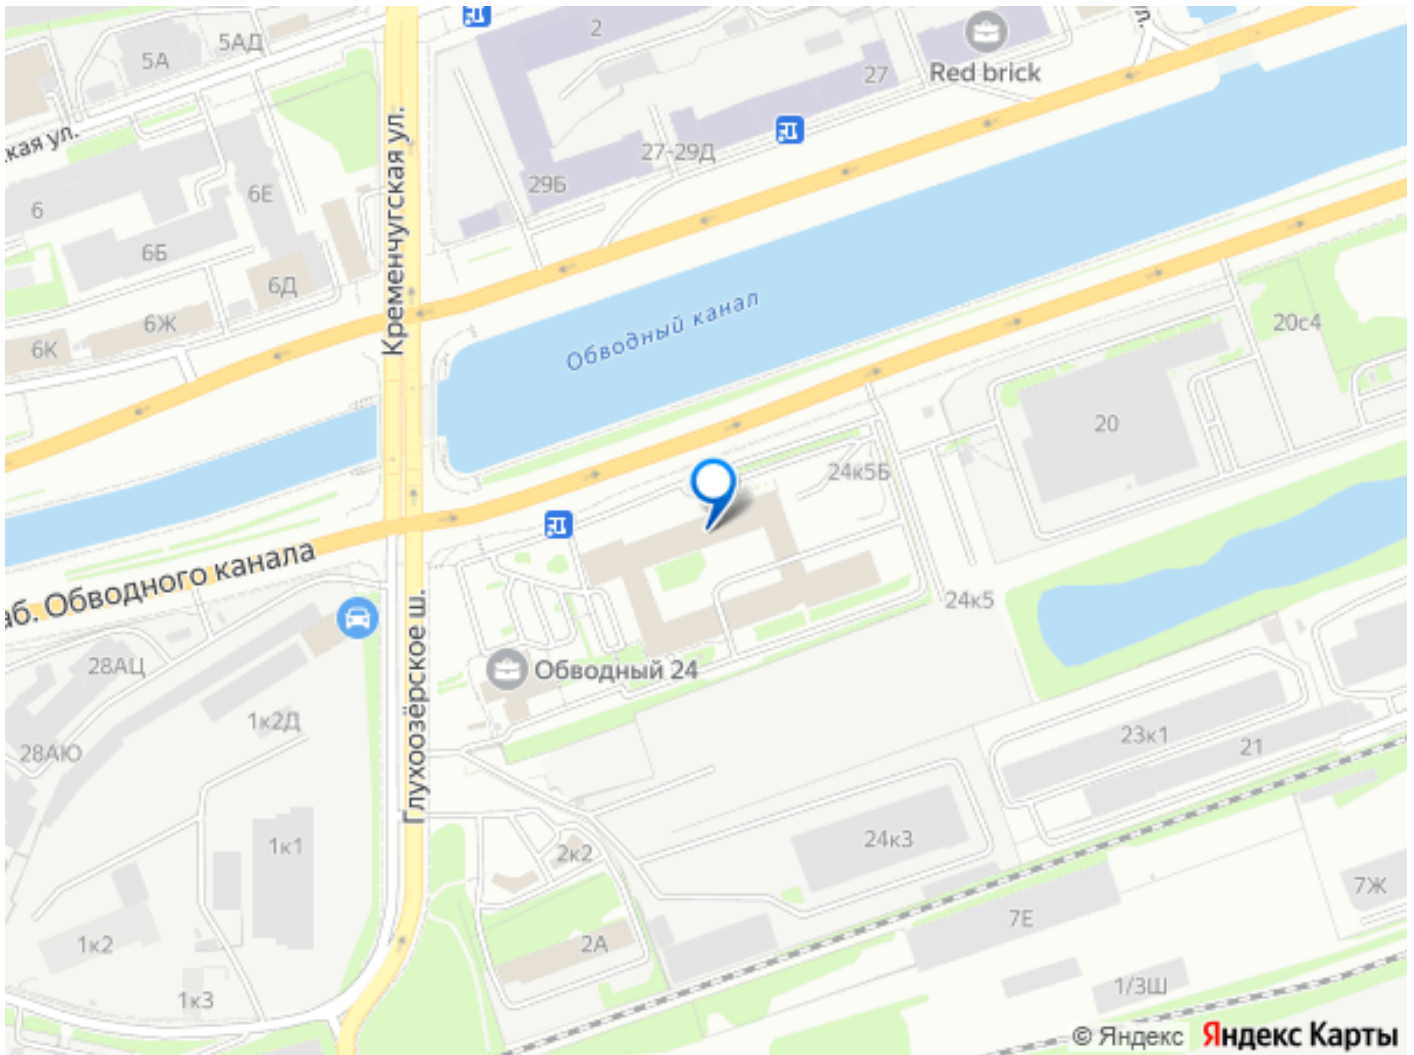 2
5АД
5А
27
Red brick
Кременчугская ул.
ул.
кая ул.
27-29Д
29Б
6Е
6
6Б
6Д
6Ж
6К
Обводный канал
20с4
20
24к5Б
аб. Обводного канала
24к5
Глухоозёрское ш.
28АЦ
Обводный 24
1к2Д
28АЮ
23к1
21
24к3
1к1
2к2
7Ж
7Е
2А
1к2
1/3Ш
1к3
© Яндекс Яндекс Карты